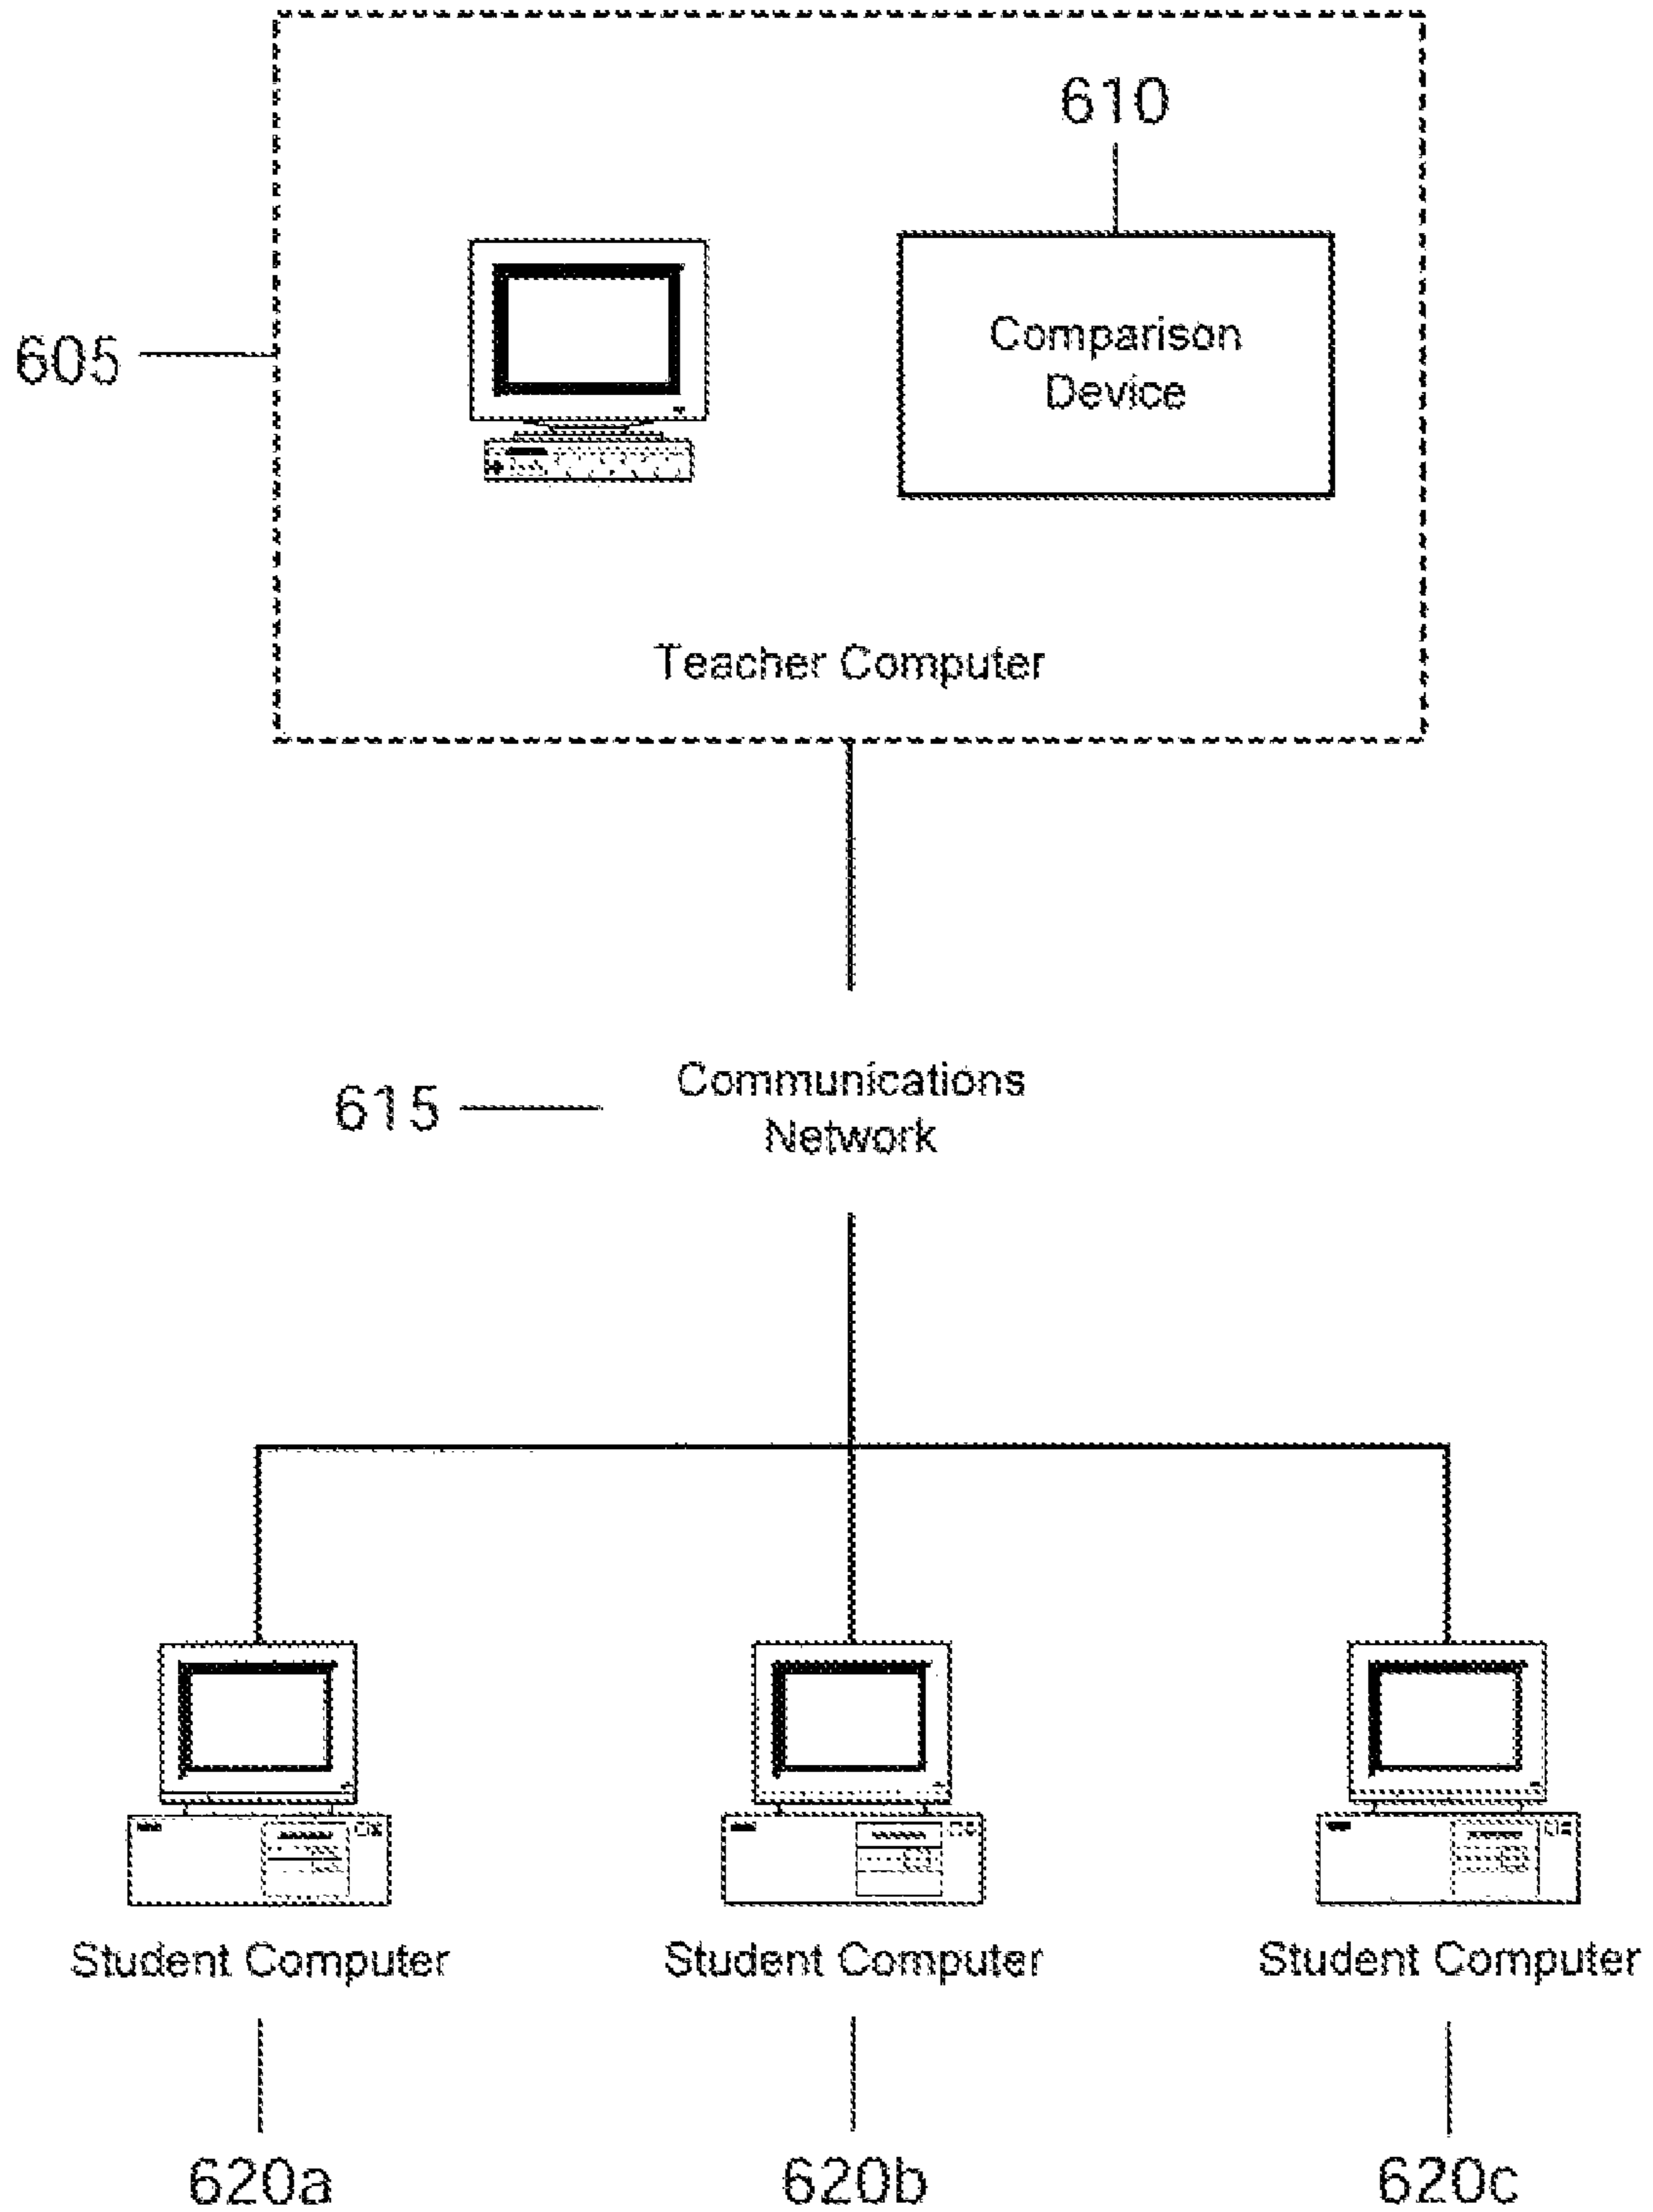 610
605
Comparison
Device
Teacher Computer
615
Communications
Network
Student Computer
Student Computer
Student Computer
620a
620b
620c